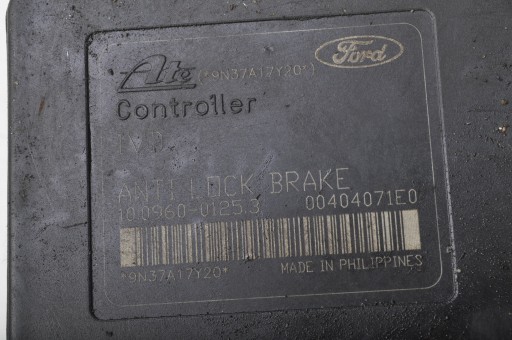 Ate (*9N37A17Y20*) Ford
Controller
ANTI LOCK BRAKE
10.0960-0125.3 00404071E0
*9N37A17Y20* MADE IN PHILIPPINES